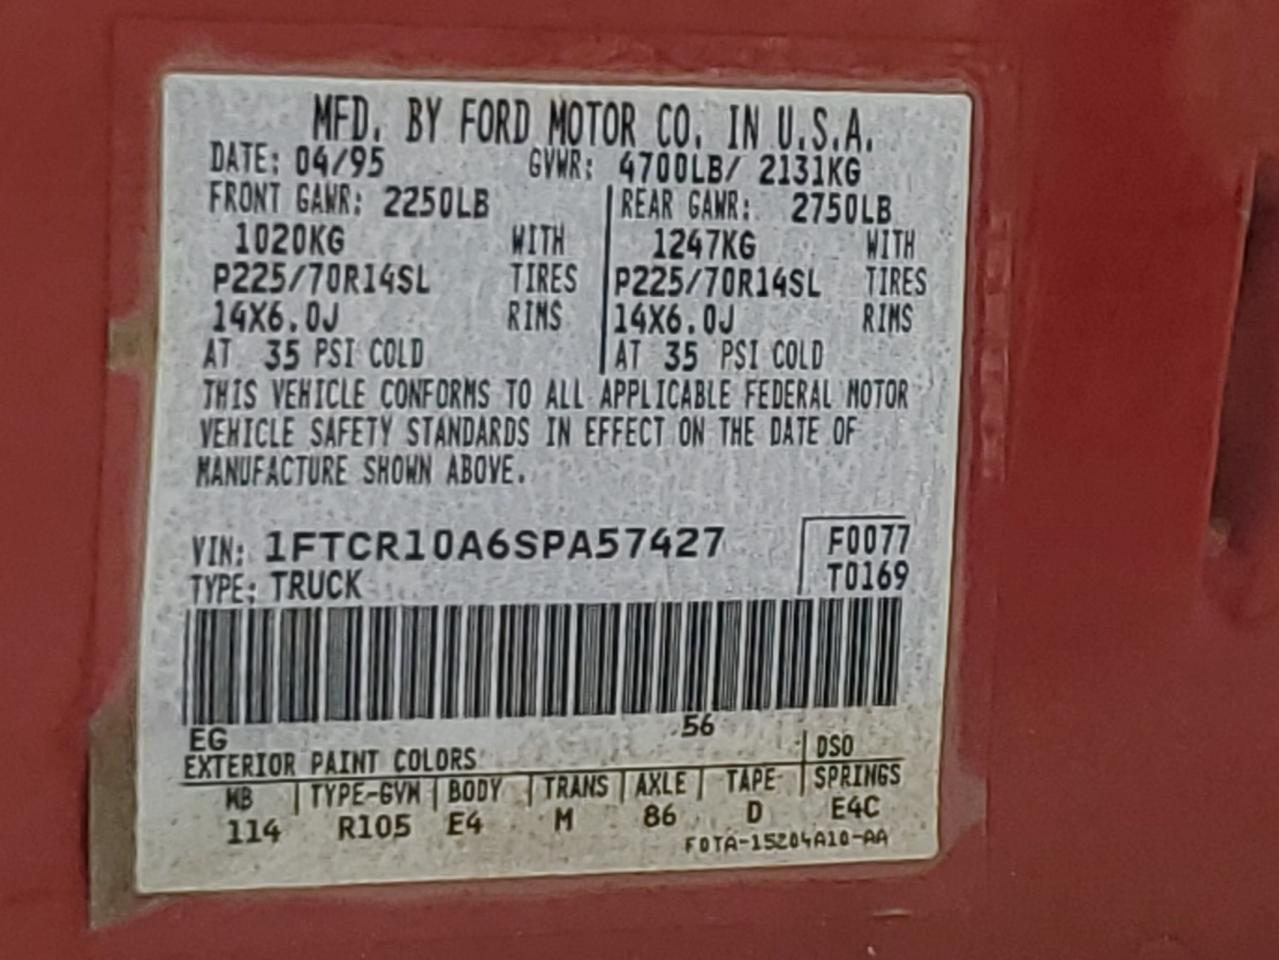 MFD. BY FORD MOTOR CO. IN U.S.A.
DATE: 04/95 GVWR: 4700LB/ 2131KG
FRONT GAWR: 2250LB REAR GAWR: 2750LB
1020KG WITH 1247KG WITH
P225/70R14SL TIRES P225/70R14SL TIRES
14X6.0J RIMS 14X6.0J RIMS
AT 35 PSI COLD AT 35 PSI COLD
THIS VEHICLE CONFORMS TO ALL APPLICABLE FEDERAL MOTOR
VEHICLE SAFETY STANDARDS IN EFFECT ON THE DATE OF
MANUFACTURE SHOWN ABOVE.
VIN: 1FTCR10A6SPA57427 F0077
TYPE: TRUCK T0169
EG 56
EXTERIOR PAINT COLORS DSO
WB TYPE-GVW BODY TRANS AXLE TAPE SPRINGS
114 R105 E4 M 86 D E4C
F0TA-15204A10-AA